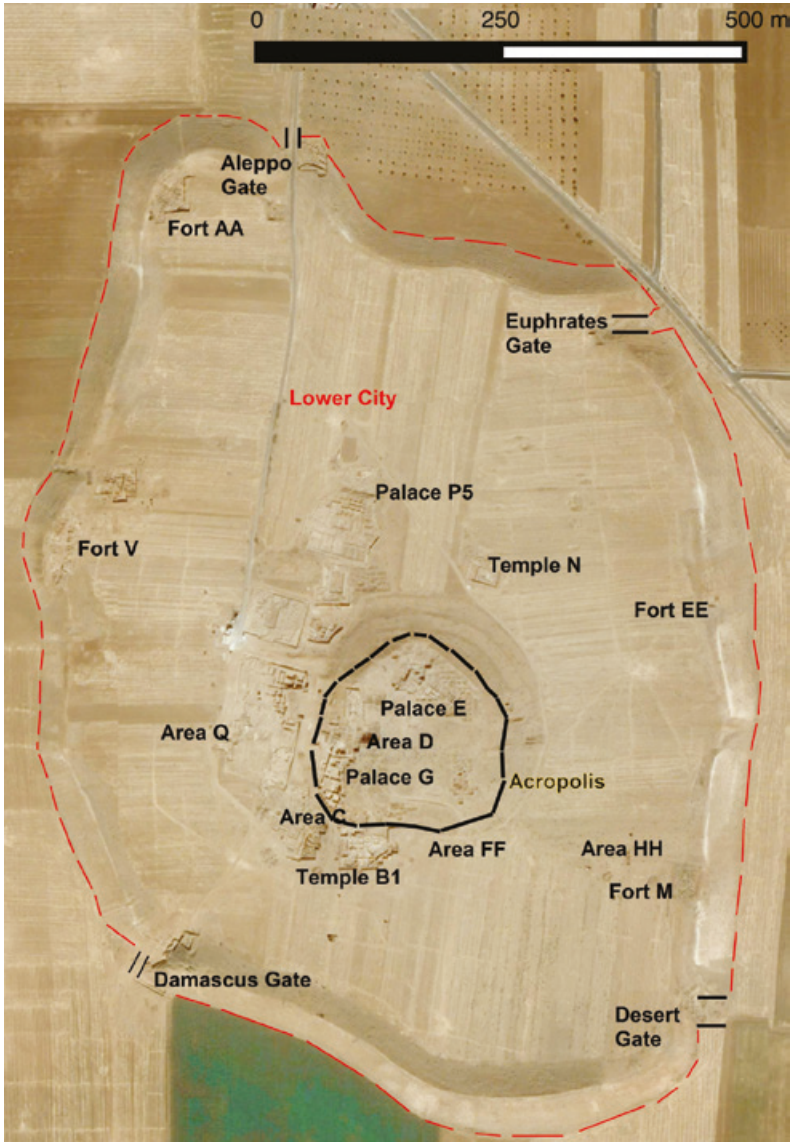 0 250 500 m
Aleppo
Gate
Fort AA
Euphrates
Gate
Lower City
Palace P5
Fort V
Temple N
Fort EE
Palace E
Area Q
Area D
Palace G
Acropolis
Area C
Area FF
Area HH
Temple B1
Fort M
Damascus Gate
Desert
Gate